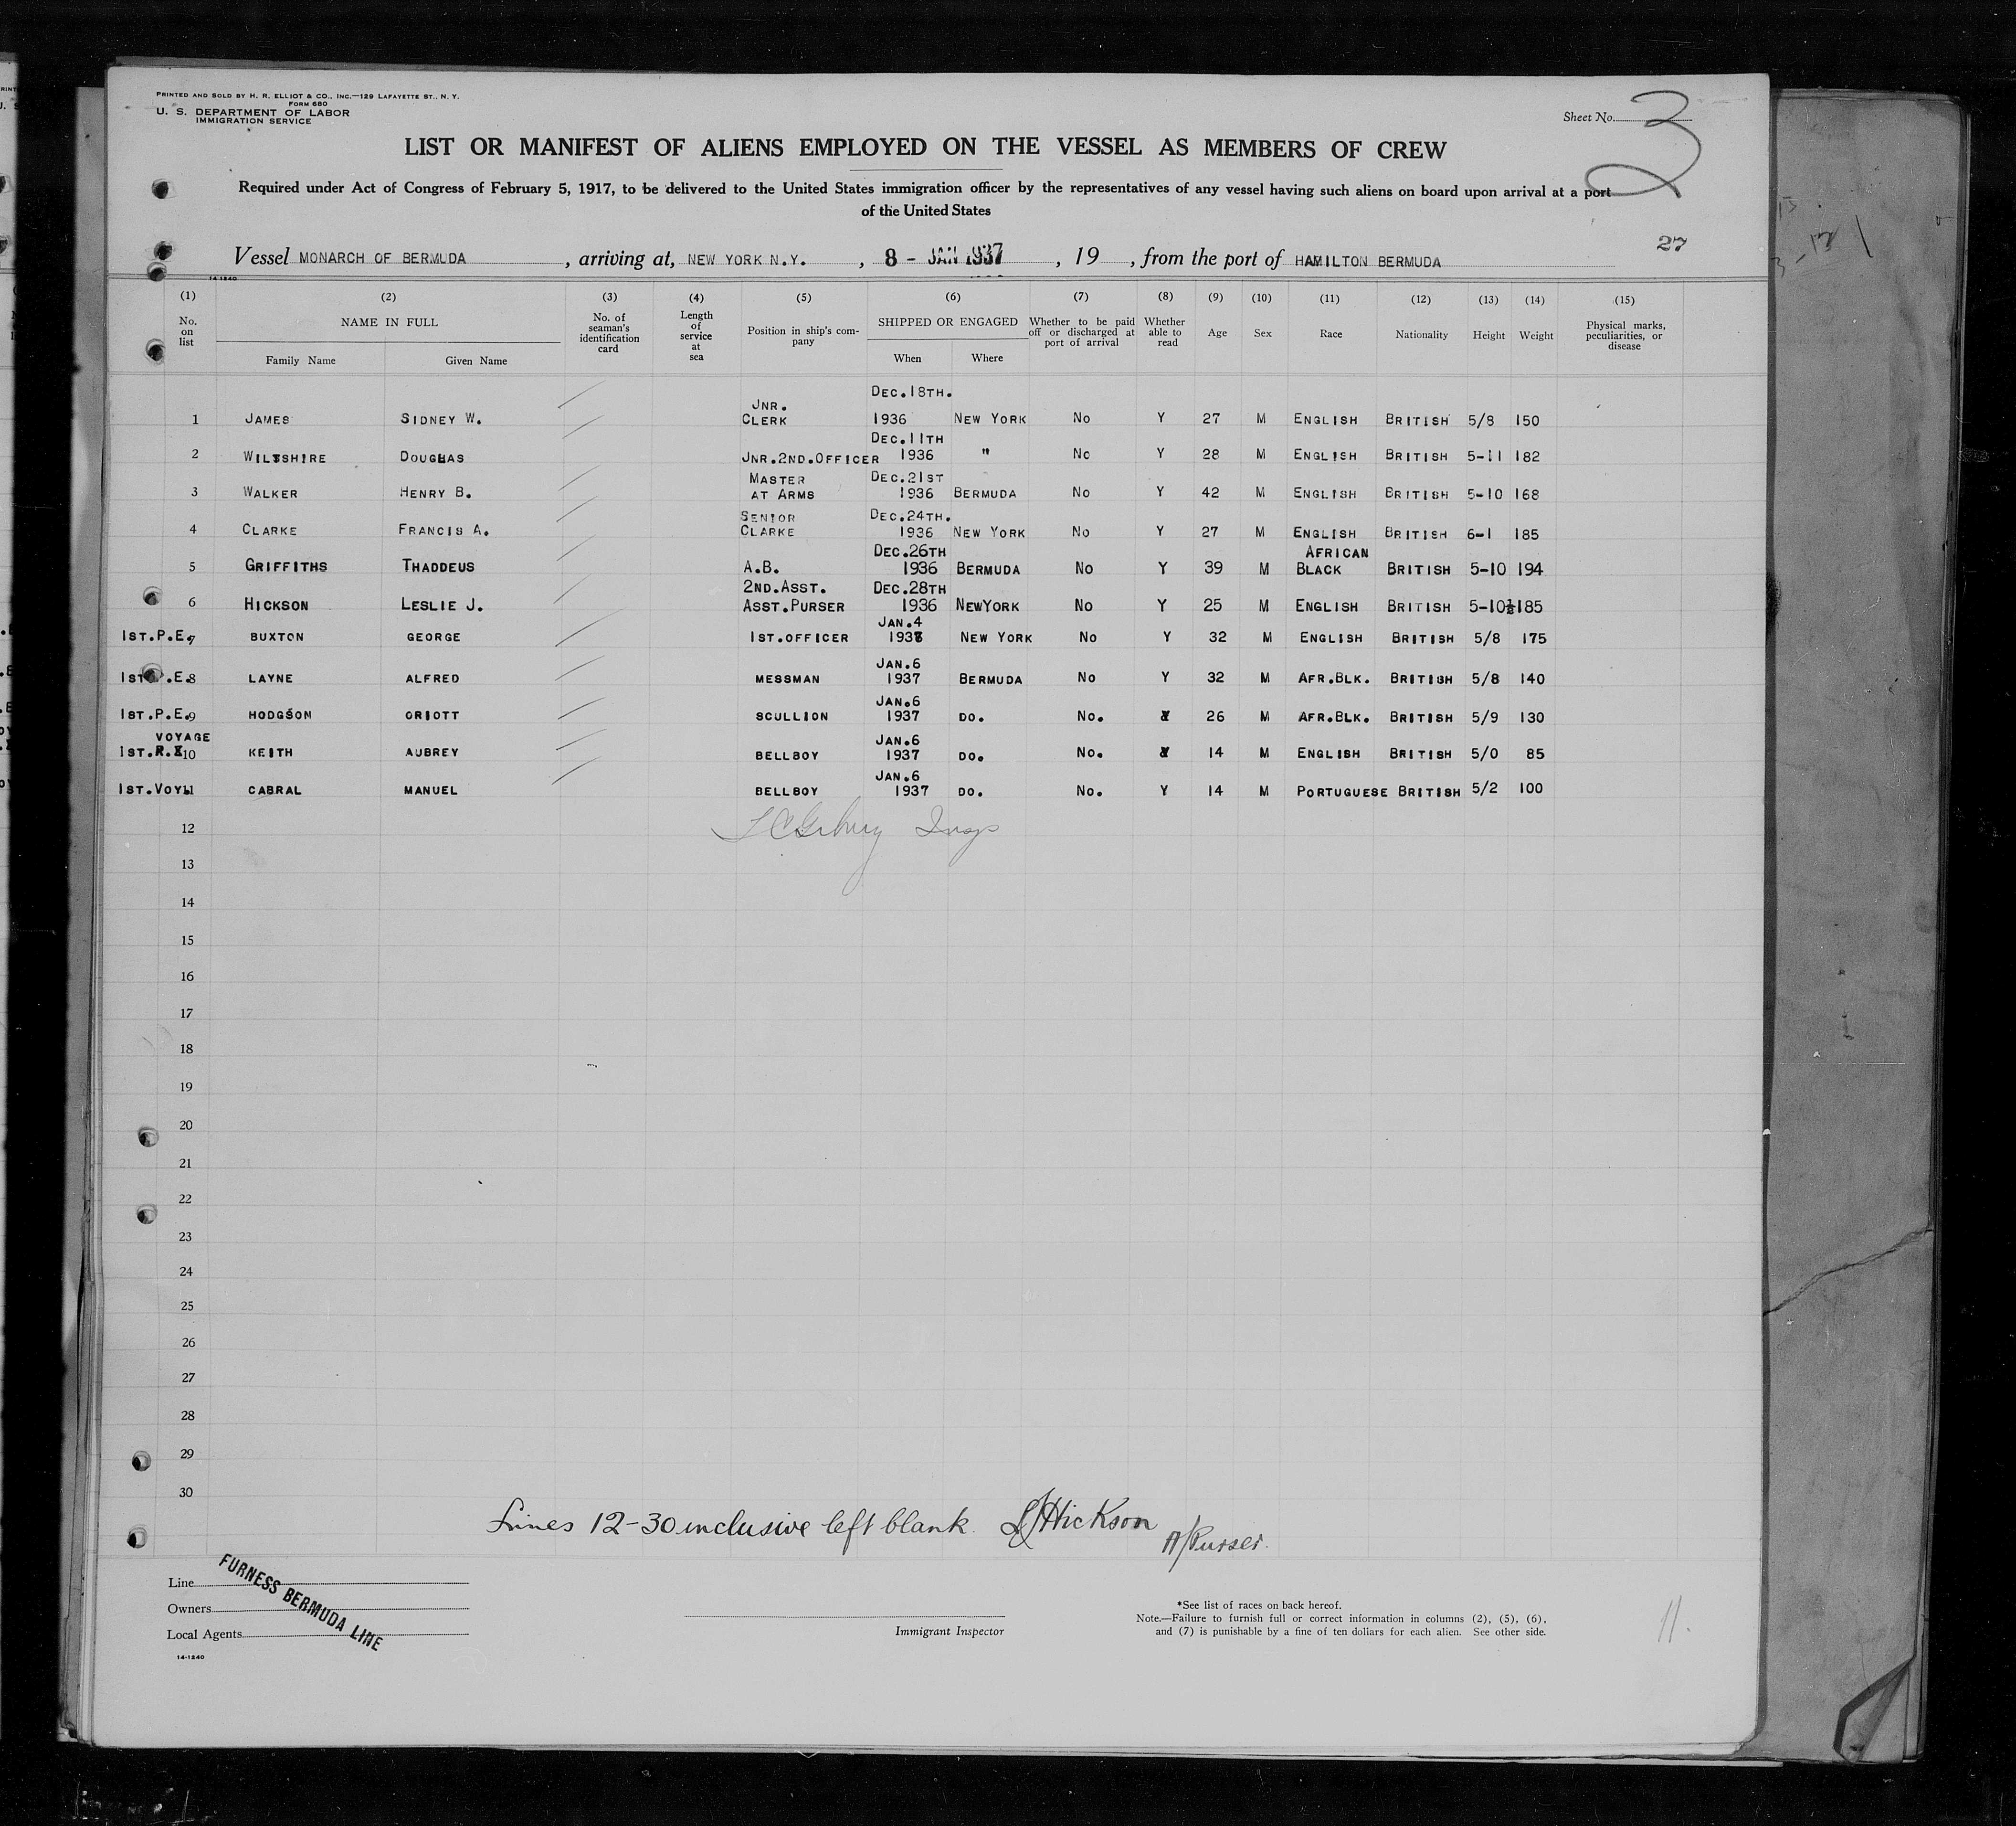 PRINTED AND SOLD BY H. R. ELLIOT & CO., INC.—129 LAFAYETTE ST., N. Y.
FORM 680
U. S. DEPARTMENT OF LABOR
IMMIGRATION SERVICE
Sheet No. 3
LIST OR MANIFEST OF ALIENS EMPLOYED ON THE VESSEL AS MEMBERS OF CREW
Required under Act of Congress of February 5, 1917, to be delivered to the United States immigration officer by the representatives of any vessel having such aliens on board upon arrival at a port
of the United States
27
Vessel MONARCH OF BERMUDA, arriving at, NEW YORK N.Y., 8 - JAN 1937, 19 , from the port of HAMILTON BERMUDA
14-1240
(1) (2) (3) (4) (5) (6) (7) (8) (9) (10) (11) (12) (13) (14) (15)
No. on list
NAME IN FULL
Family Name Given Name
No. of seaman's identification card
Length of service at sea
Position in ship's company
SHIPPED OR ENGAGED
When Where
Whether to be paid off or discharged at port of arrival
Whether able to read
Age Sex Race Nationality Height Weight
Physical marks, peculiarities, or disease
1 JAMES SIDNEY W. JNR. CLERK DEC.18TH. 1936 NEW YORK NO Y 27 M ENGLISH BRITISH 5/8 150
2 WILTSHIRE DOUGLAS JNR.2ND.OFFICER DEC.11TH 1936 " NO Y 28 M ENGLISH BRITISH 5-11 182
3 WALKER HENRY B. MASTER AT ARMS DEC.21ST 1936 BERMUDA NO Y 42 M ENGLISH BRITISH 5-10 168
4 CLARKE FRANCIS A. SENIOR CLARKE DEC.24TH. 1936 NEW YORK NO Y 27 M ENGLISH BRITISH 6-1 185
5 GRIFFITHS THADDEUS A.B. DEC.26TH 1936 BERMUDA NO Y 39 M AFRICAN BLACK BRITISH 5-10 194
6 HICKSON LESLIE J. 2ND.ASST. ASST.PURSER DEC.28TH 1936 NEWYORK NO Y 25 M ENGLISH BRITISH 5-10½ 185
1ST.P.E. 7 BUXTON GEORGE 1ST.OFFICER JAN.4 1937 NEW YORK NO Y 32 M ENGLISH BRITISH 5/8 175
1ST.P.E. 8 LAYNE ALFRED MESSMAN JAN.6 1937 BERMUDA NO Y 32 M AFR.BLK. BRITISH 5/8 140
1ST.P.E. 9 HODGSON ORIOTT SCULLION JAN.6 1937 DO. NO. Y 26 M AFR.BLK. BRITISH 5/9 130
VOYAGE
1ST. 10 KEITH AUBREY BELLBOY JAN.6 1937 DO. NO. Y 14 M ENGLISH BRITISH 5/0 85
1ST.VOY. 11 CABRAL MANUEL BELLBOY JAN.6 1937 DO. NO. Y 14 M PORTUGUESE BRITISH 5/2 100
12
13
14
15
16
17
18
19
20
21
22
23
24
25
26
27
28
29
30
Lines 12-30 inclusive left blank. LJHickson
A/Purser.
Line
Owners
Local Agents
FURNESS BERMUDA LINE
14-1240
Immigrant Inspector
*See list of races on back hereof.
Note.—Failure to furnish full or correct information in columns (2), (5), (6),
and (7) is punishable by a fine of ten dollars for each alien. See other side.
11.